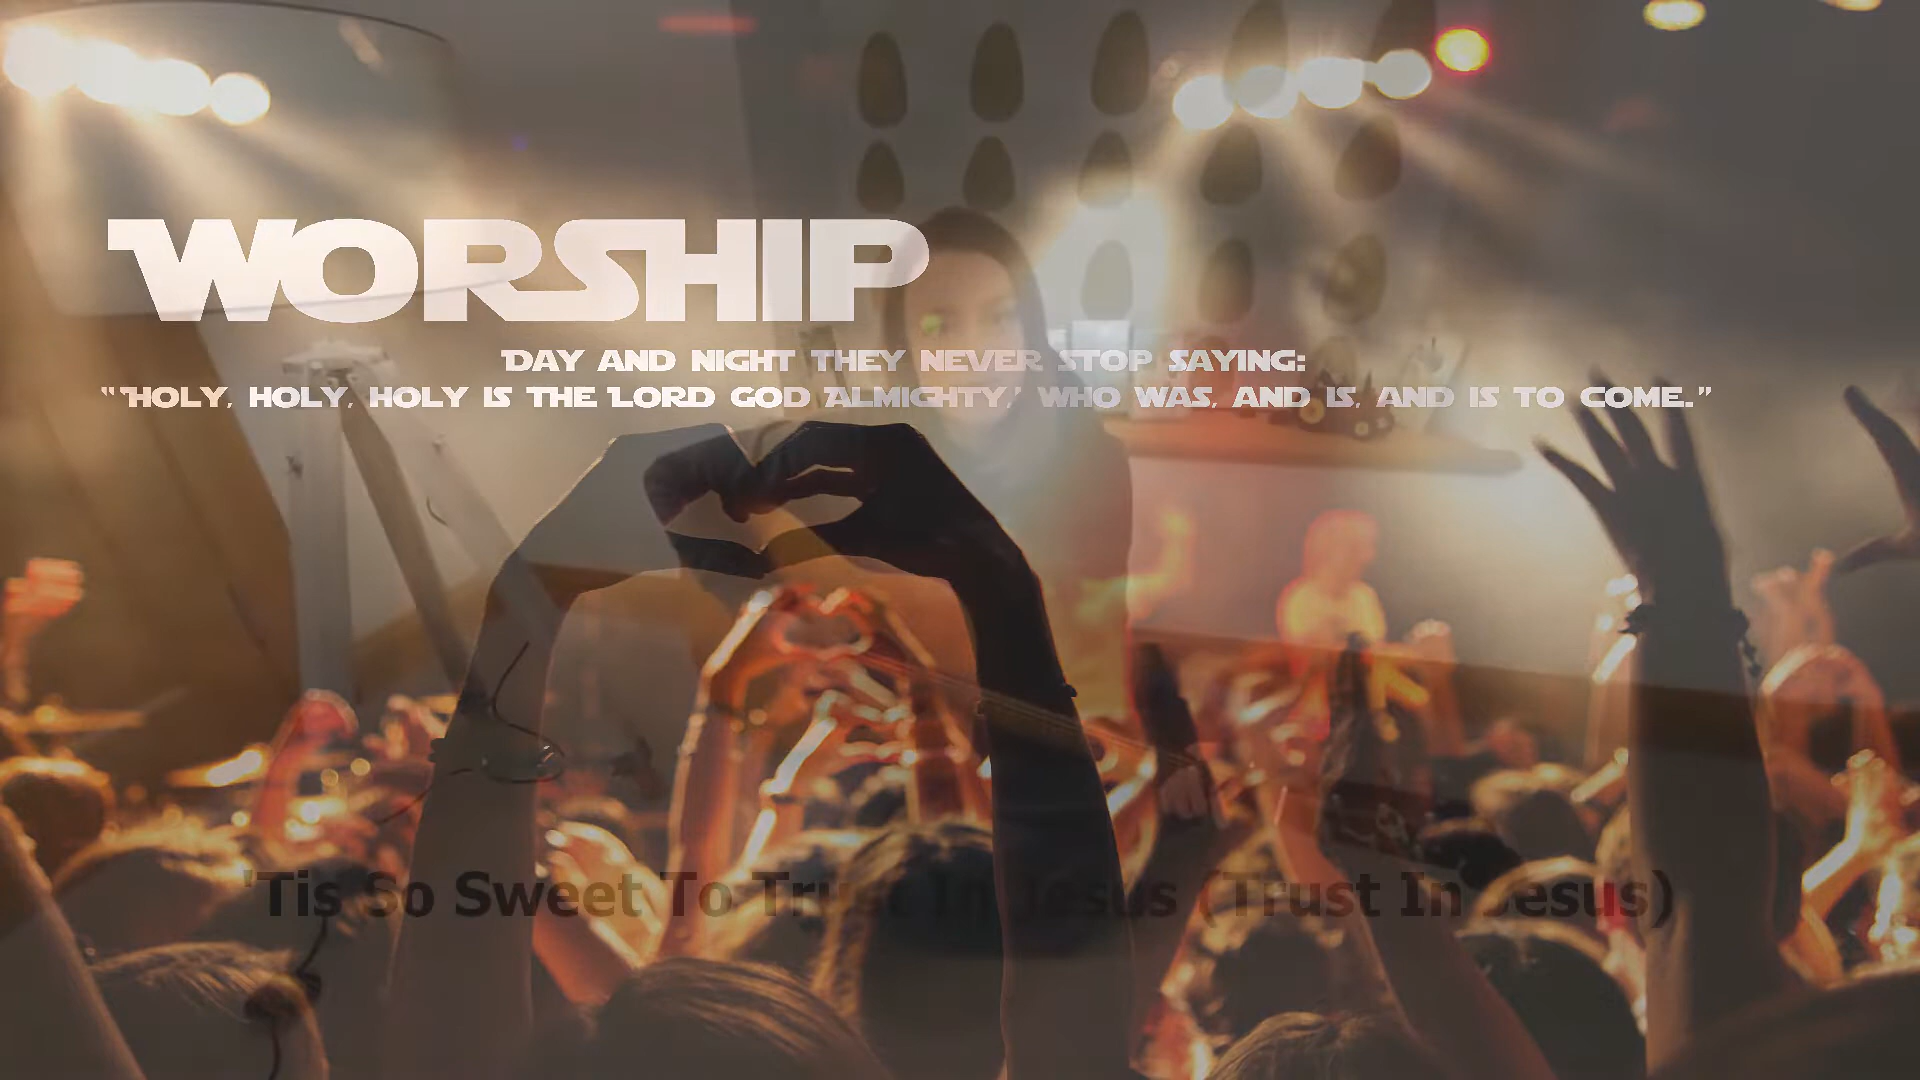 WORSHIP
DAY AND NIGHT THEY NEVER STOP SAYING:
“‘HOLY, HOLY, HOLY IS THE LORD GOD ALMIGHTY,’ WHO WAS, AND IS, AND IS TO COME.”
'Tis So Sweet To Trust In Jesus (Trust In Jesus)